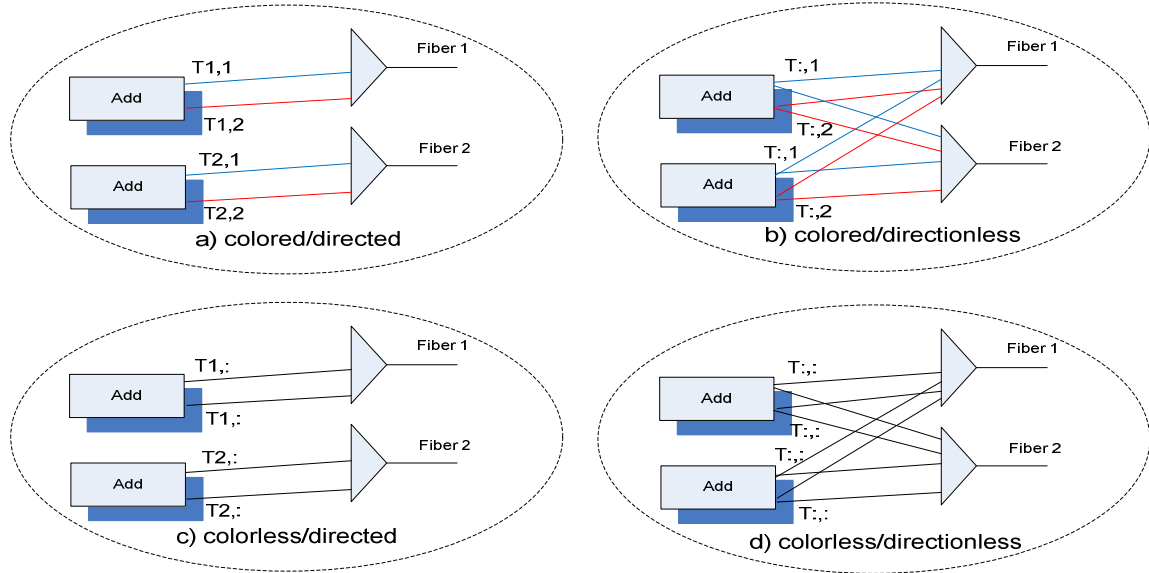 Fiber 1
T1,1
Add
T1,2
Fiber 2
T2,1
Add
T2,2
a) colored/directed
Fiber 1
T:,1
Add
T:,2
Fiber 2
T:,1
Add
T:,2
b) colored/directionless
Fiber 1
T1,:
Add
T1,:
Fiber 2
T2,:
Add
T2,:
c) colorless/directed
Fiber 1
T:,:
Add
T:,:
Fiber 2
T:,:
Add
T:,:
d) colorless/directionless